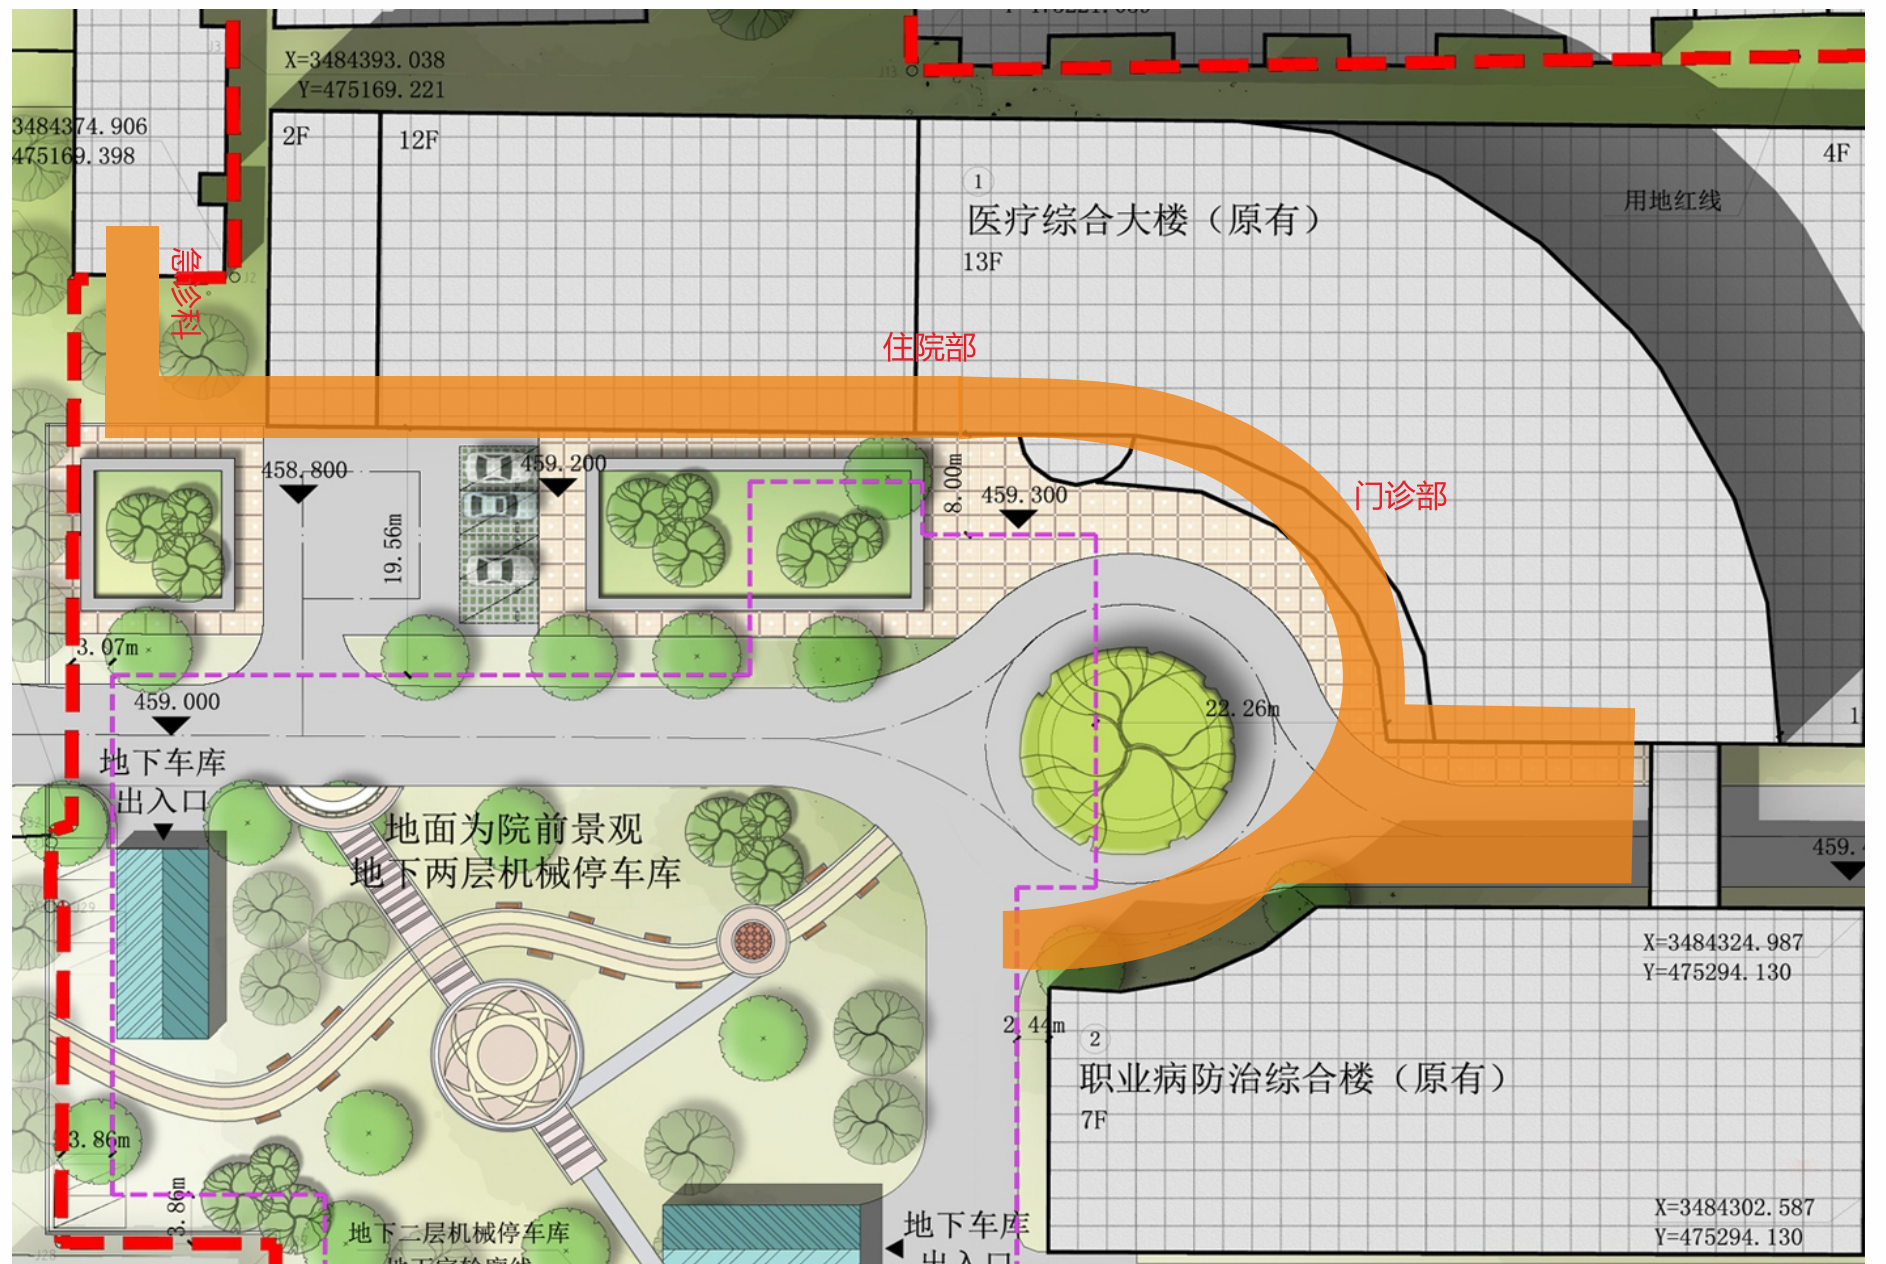 X=3484393.038
Y=475169.221
3484374.906
475169.398
J13
2F
12F
1
医疗综合大楼（原有）
13F
4F
用地红线
J2
急诊科
住院部
门诊部
458.800
459.200
8.00m
459.300
19.56m
3.07m
459.000
22.26m
地下车库
出入口
地面为院前景观
地下两层机械停车库
459.
J29
X=3484324.987
Y=475294.130
2.44m
2
职业病防治综合楼（原有）
7F
3.86m
3.86m
X=3484302.587
Y=475294.130
地下二层机械停车库
地下车库
出入口
J28